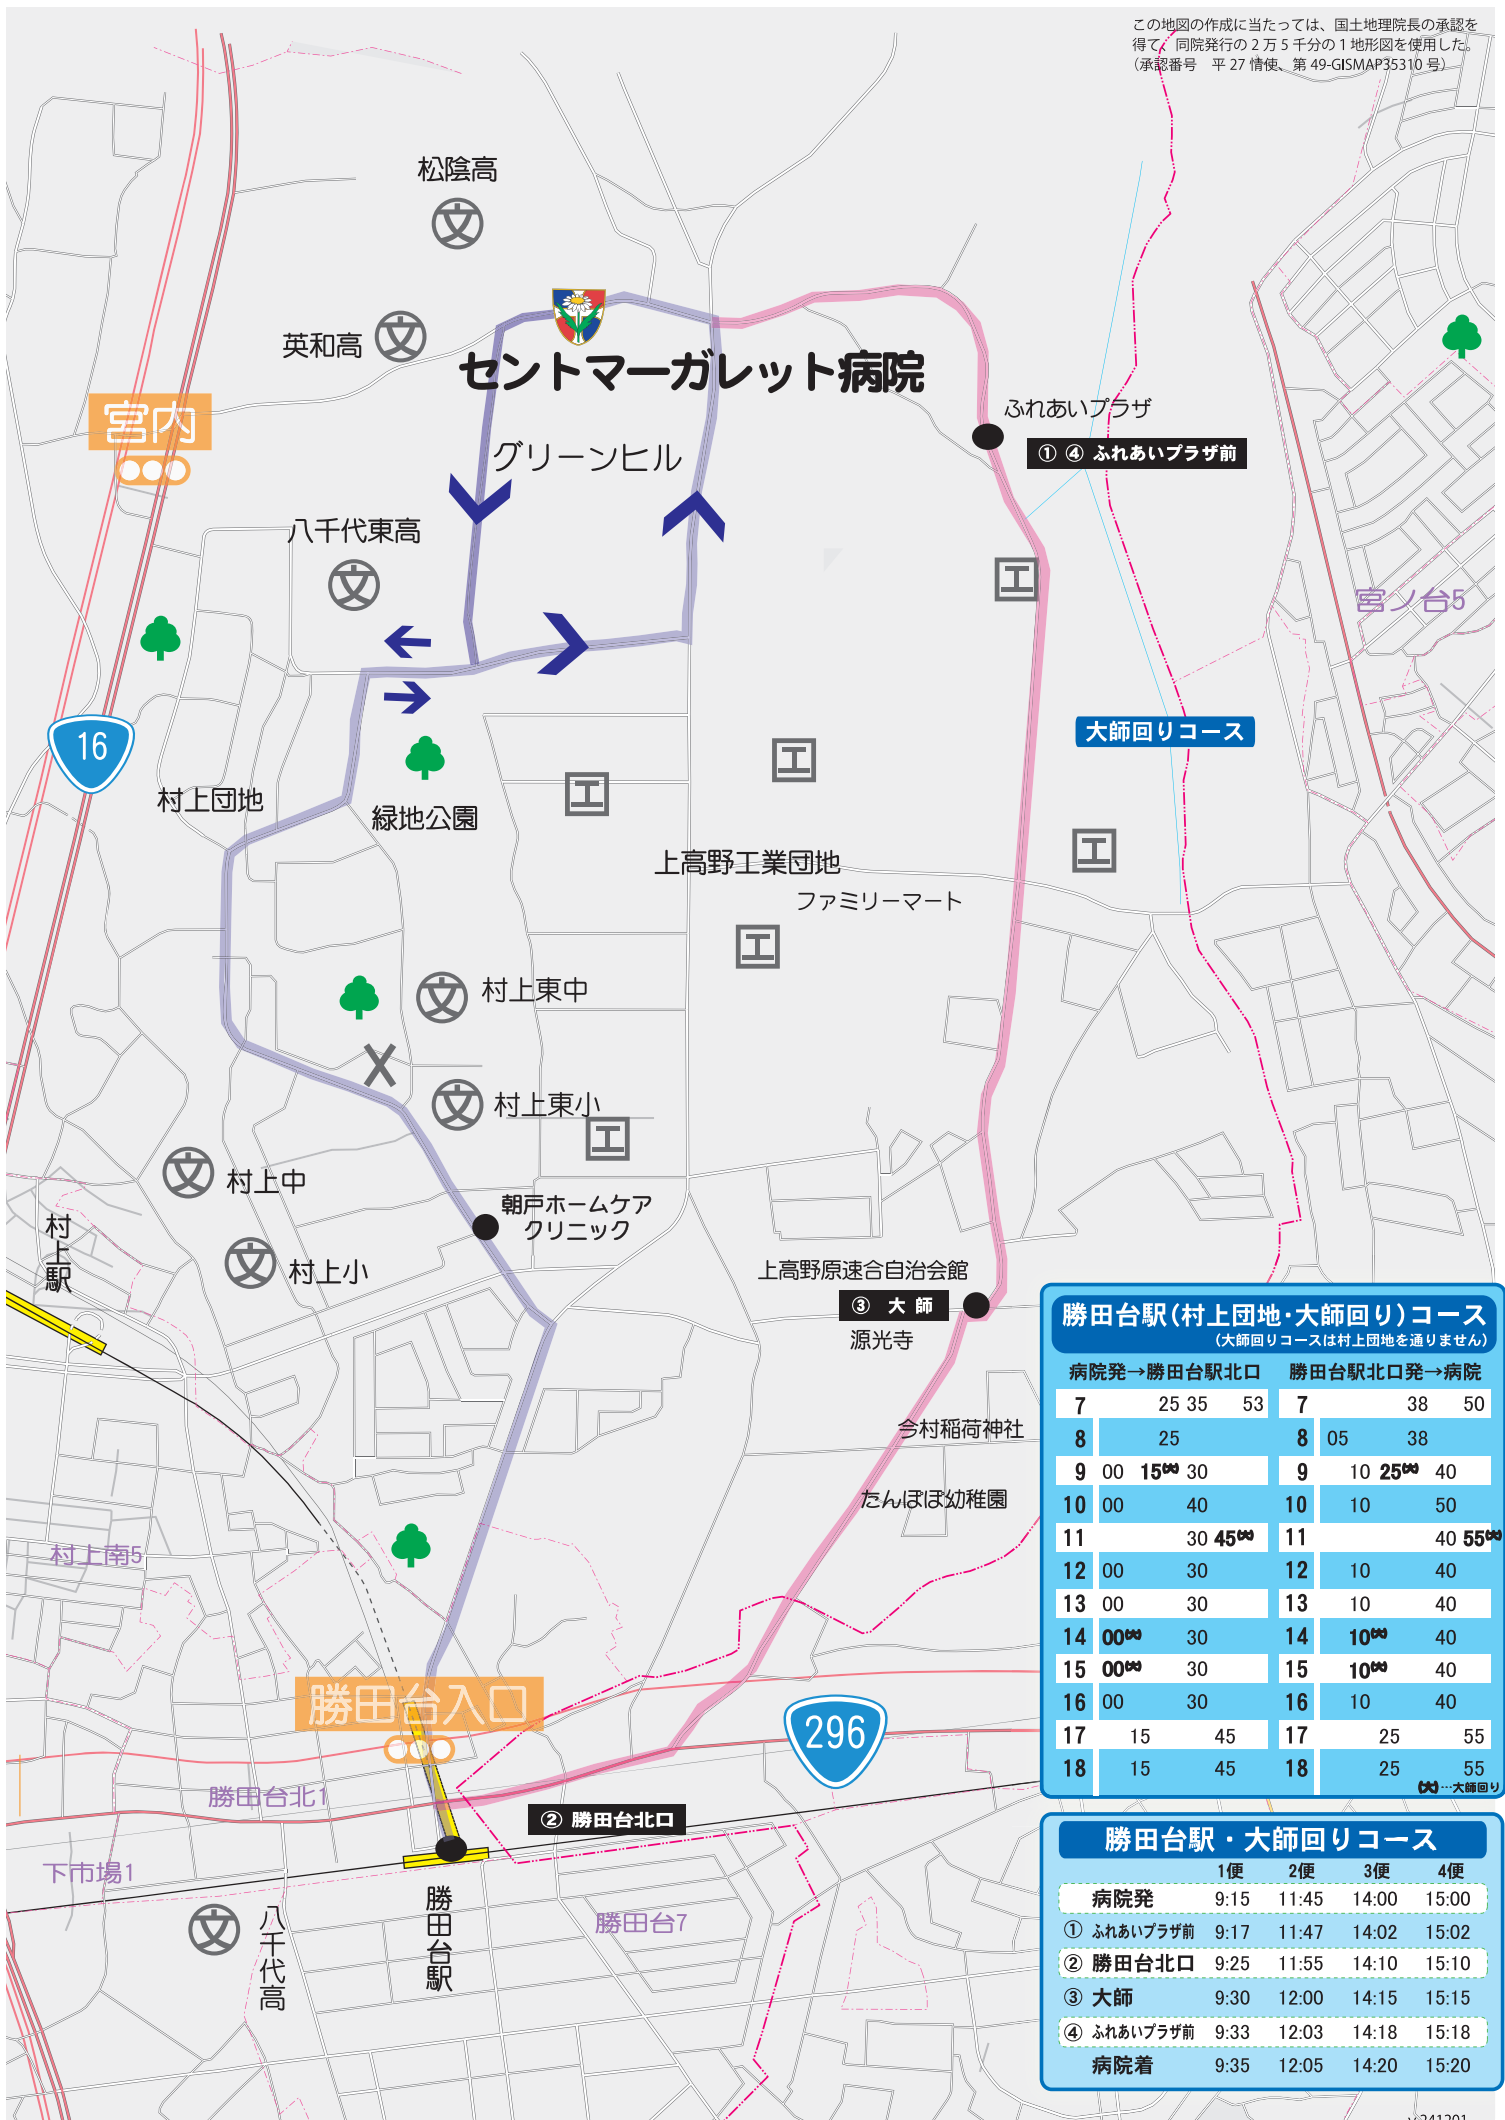 この地図の作成に当たっては、国土地理院長の承認を
得て、同院発行の2万5千分の1地形図を使用した。
（承認番号　平27情使、第49-GISMAP35310号）
松陰高
文
英和高
文
セントマーガレット病院
宮内
グリーンヒル
ふれあいプラザ
① ④ ふれあいプラザ前
八千代東高
文
工
宮ノ台5
16
大師回りコース
村上団地
緑地公園
工
工
上高野工業団地
工
ファミリーマート
工
文
村上東中
文
村上東小
工
文
村上中
朝戸ホームケア
クリニック
村上駅
文
村上小
上高野原連合自治会館
③ 大師
源光寺
今村稲荷神社
たんぽぽ幼稚園
村上南5
勝田台入口
296
勝田台北1
② 勝田台北口
下市場1
文
八千代高
勝田台駅
勝田台7
勝田台駅(村上団地・大師回り)コース
(大師回りコースは村上団地を通りません)
病院発→勝田台駅北口　勝田台駅北口発→病院
7 25 35 53 7 38 50
8 25 8 05 38
9 00 15(大) 30 9 10 25(大) 40
10 00 40 10 10 50
11 30 45(大) 11 40 55(大)
12 00 30 12 10 40
13 00 30 13 10 40
14 00(大) 30 14 10(大) 40
15 00(大) 30 15 10(大) 40
16 00 30 16 10 40
17 15 45 17 25 55
18 15 45 18 25 55
(大)…大師回り
勝田台駅・大師回りコース
1便 2便 3便 4便
病院発 9:15 11:45 14:00 15:00
① ふれあいプラザ前 9:17 11:47 14:02 15:02
② 勝田台北口 9:25 11:55 14:10 15:10
③ 大師 9:30 12:00 14:15 15:15
④ ふれあいプラザ前 9:33 12:03 14:18 15:18
病院着 9:35 12:05 14:20 15:20